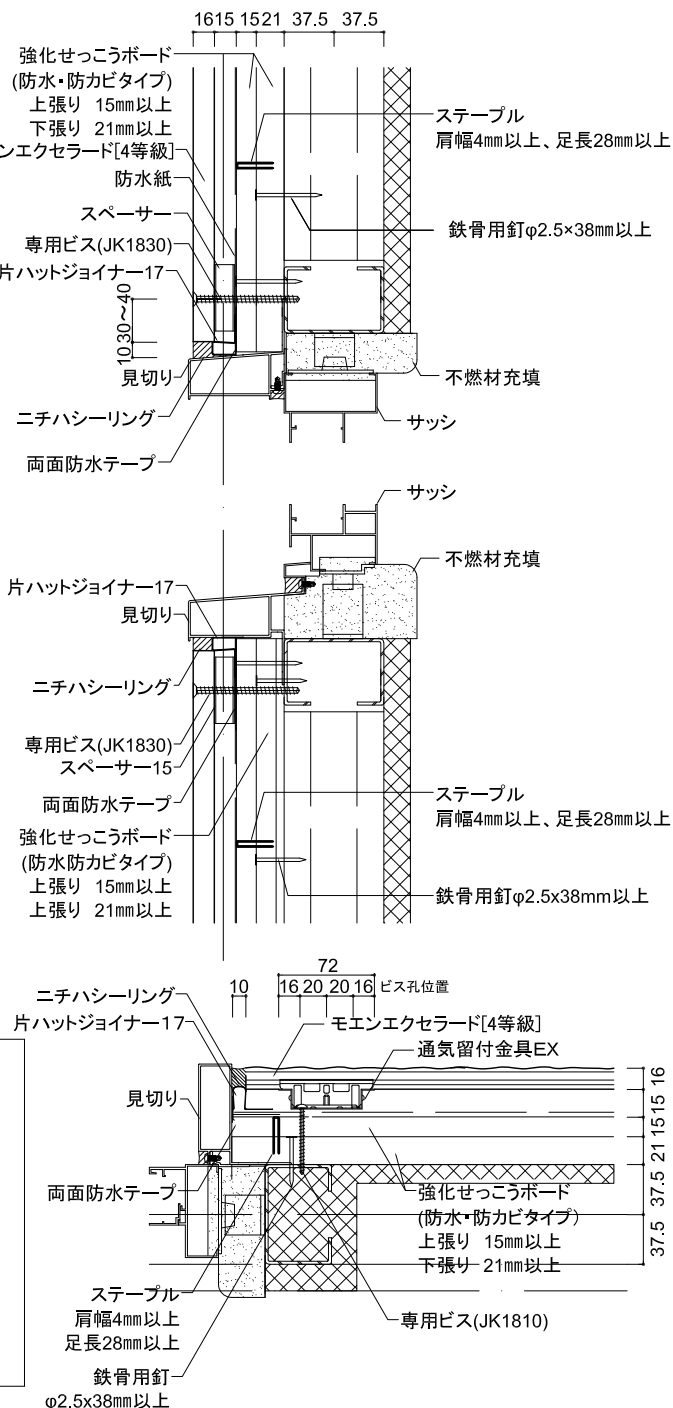 16 15 15 21 37.5 37.5
強化せっこうボード
(防水・防カビタイプ)
上張り 15㎜以上
下張り 21㎜以上
ンエクセラード[4等級]
防水紙
スペーサー
専用ビス(JK1830)
片ハットジョイナー17
30〜40
10
見切り
ニチハシーリング
両面防水テープ
ステープル
肩幅4㎜以上、足長28㎜以上
鉄骨用釘φ2.5×38㎜以上
不燃材充填
サッシ
サッシ
不燃材充填
片ハットジョイナー17
見切り
ニチハシーリング
専用ビス(JK1830)
スペーサー15
両面防水テープ
強化せっこうボード
(防水防カビタイプ)
上張り 15㎜以上
上張り 21㎜以上
ステープル
肩幅4㎜以上、足長28㎜以上
鉄骨用釘φ2.5x38mm以上
72
10 16 20 20 16 ビス孔位置
ニチハシーリング
片ハットジョイナー17
モエンエクセラード[4等級]
通気留付金具EX
見切り
16
15
15
21
37.5
37.5
両面防水テープ
強化せっこうボード
(防水・防カビタイプ)
上張り 15㎜以上
下張り 21㎜以上
ステープル
肩幅4㎜以上
足長28㎜以上
専用ビス(JK1810)
鉄骨用釘
φ2.5x38㎜以上